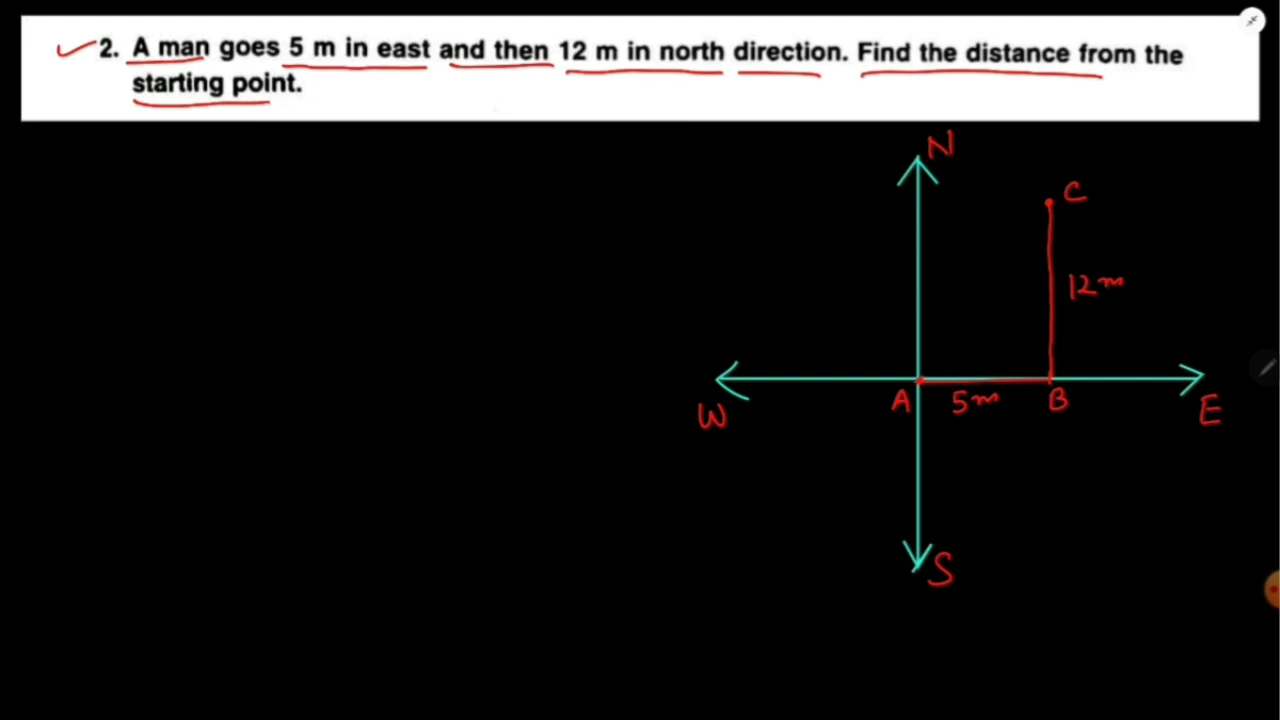 2. A man goes 5 m in east and then 12 m in north direction. Find the distance from the
starting point.
N
C
12m
A 5m B
W E
S